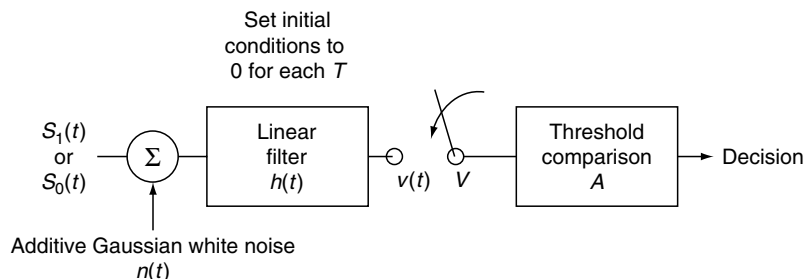 Set initial
conditions to
0 for each T
S₁(t)
or
S₀(t)
Σ
Linear
filter
h(t)
v(t)
V
Threshold
comparison
A
Decision
Additive Gaussian white noise
n(t)